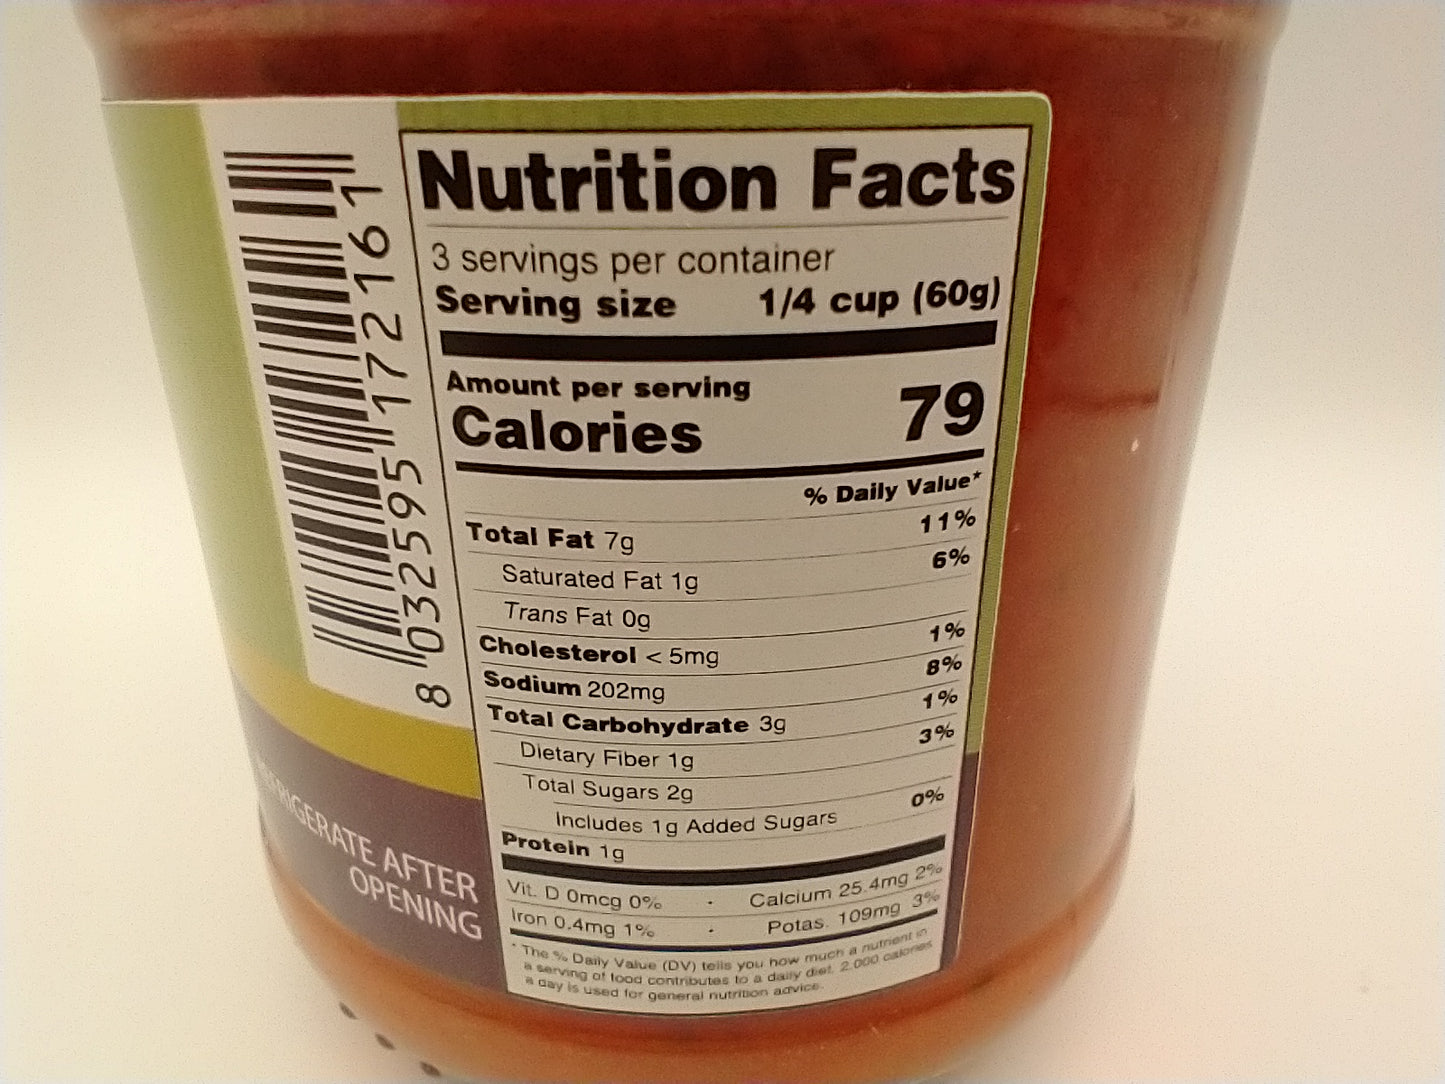 Nutrition Facts
3 servings per container
Serving size 1/4 cup (60g)
Amount per serving
Calories 79
% Daily Value*
Total Fat 7g 11%
Saturated Fat 1g 6%
Trans Fat 0g
Cholesterol < 5mg 1%
Sodium 202mg 8%
Total Carbohydrate 3g 1%
Dietary Fiber 1g 3%
Total Sugars 2g
Includes 1g Added Sugars 0%
Protein 1g
Vit. D 0mcg 0% · Calcium 25.4mg 2%
Iron 0.4mg 1% · Potas. 109mg 3%
* The % Daily Value (DV) tells you how much a nutrient in
a serving of food contributes to a daily diet. 2,000 calories
a day is used for general nutrition advice.
8 03259517216 1
AFTER
OPENING